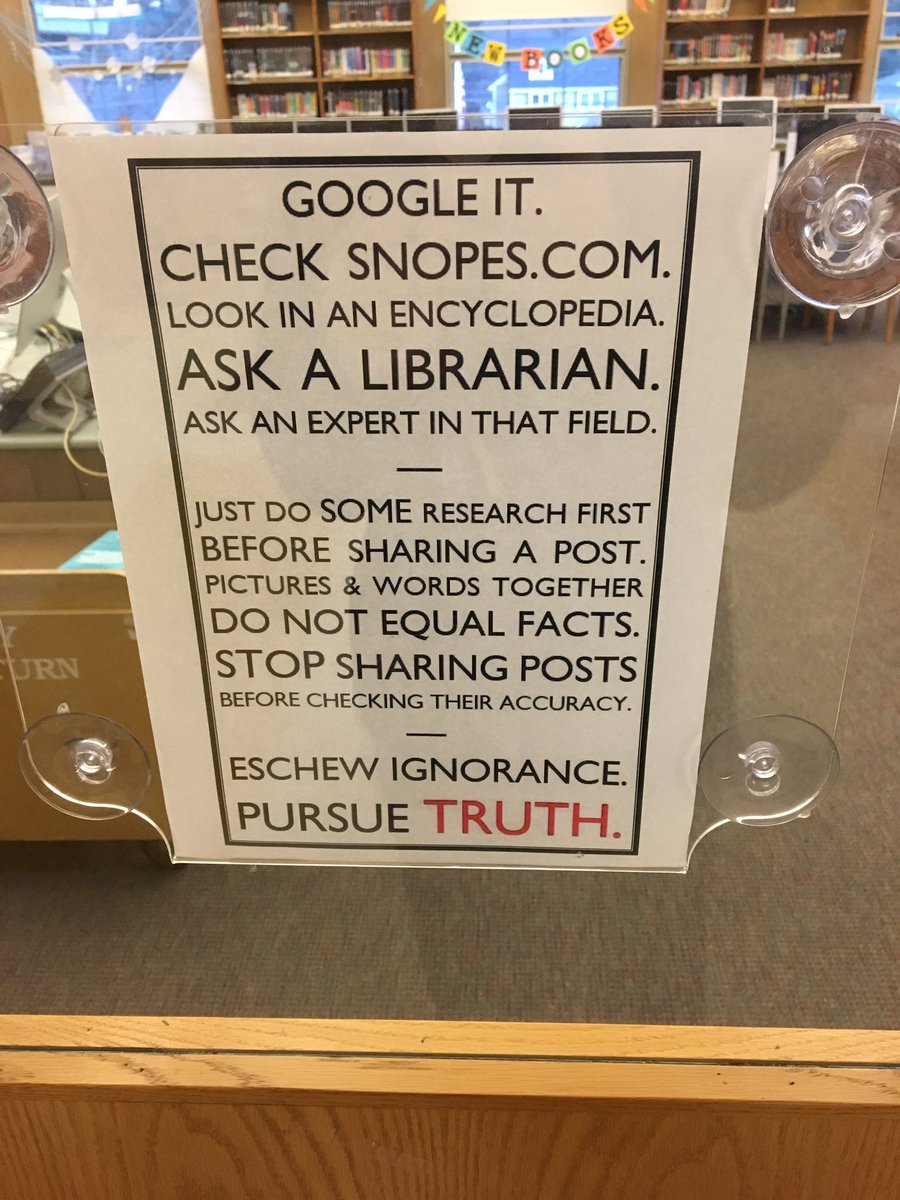 NEW BOOKS
GOOGLE IT.
CHECK SNOPES.COM.
LOOK IN AN ENCYCLOPEDIA.
ASK A LIBRARIAN.
ASK AN EXPERT IN THAT FIELD.
—
JUST DO SOME RESEARCH FIRST
BEFORE SHARING A POST.
PICTURES & WORDS TOGETHER
DO NOT EQUAL FACTS.
STOP SHARING POSTS
BEFORE CHECKING THEIR ACCURACY.
—
ESCHEW IGNORANCE.
PURSUE TRUTH.